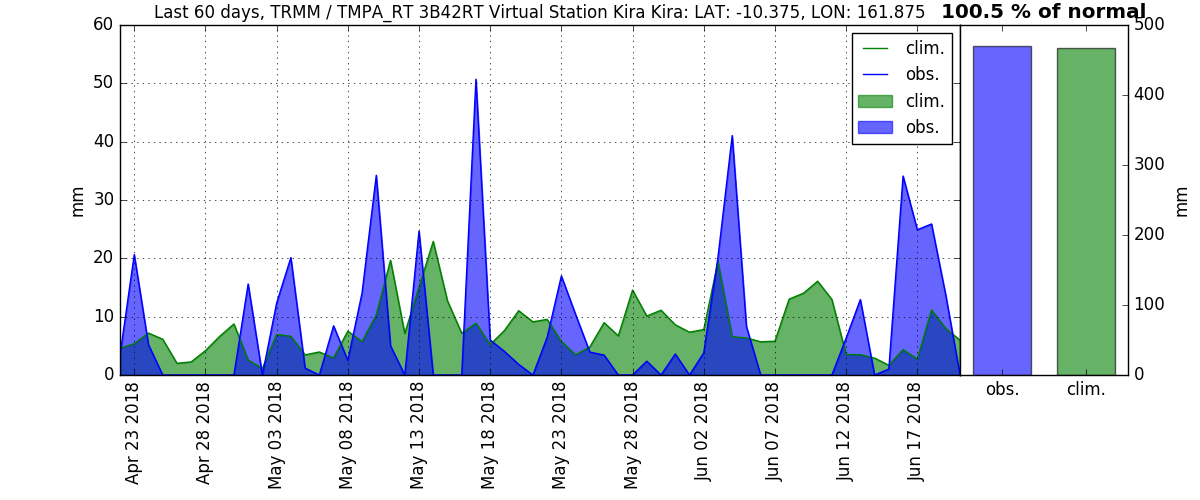 Last 60 days, TRMM / TMPA_RT 3B42RT Virtual Station Kira Kira: LAT: -10.375, LON: 161.875
100.5 % of normal
60
50
40
30
20
10
0
mm
clim.
obs.
clim.
obs.
Apr 23 2018
Apr 28 2018
May 03 2018
May 08 2018
May 13 2018
May 18 2018
May 23 2018
May 28 2018
Jun 02 2018
Jun 07 2018
Jun 12 2018
Jun 17 2018
500
400
300
200
100
0
mm
obs.
clim.